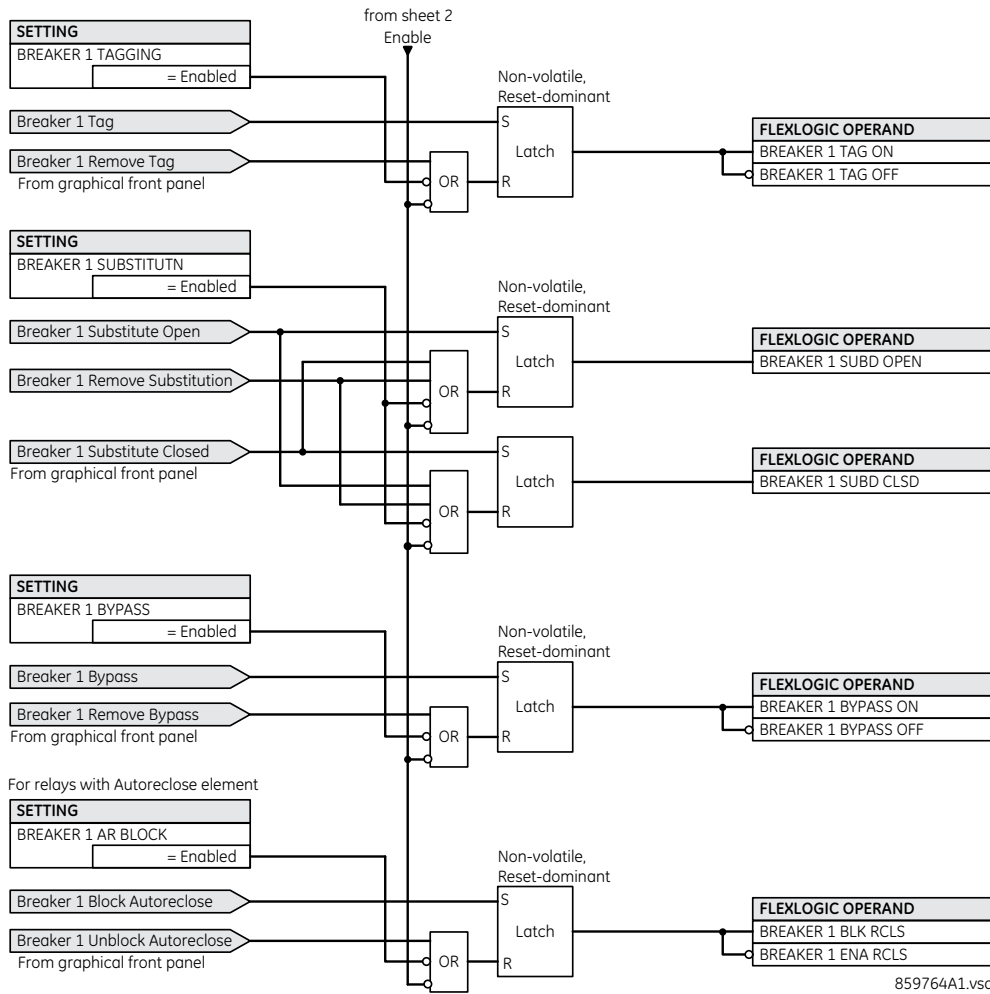 from sheet 2
Enable
SETTING
BREAKER 1 TAGGING
= Enabled
Non-volatile,
Reset-dominant
Breaker 1 Tag
S
Latch
FLEXLOGIC OPERAND
BREAKER 1 TAG ON
BREAKER 1 TAG OFF
Breaker 1 Remove Tag
From graphical front panel
OR
R
SETTING
BREAKER 1 SUBSTITUTN
= Enabled
Non-volatile,
Reset-dominant
Breaker 1 Substitute Open
S
Latch
FLEXLOGIC OPERAND
BREAKER 1 SUBD OPEN
Breaker 1 Remove Substitution
OR
R
Breaker 1 Substitute Closed
From graphical front panel
S
Latch
FLEXLOGIC OPERAND
BREAKER 1 SUBD CLSD
OR
R
SETTING
BREAKER 1 BYPASS
= Enabled
Non-volatile,
Reset-dominant
Breaker 1 Bypass
S
Latch
FLEXLOGIC OPERAND
BREAKER 1 BYPASS ON
BREAKER 1 BYPASS OFF
Breaker 1 Remove Bypass
From graphical front panel
OR
R
For relays with Autoreclose element
SETTING
BREAKER 1 AR BLOCK
= Enabled
Non-volatile,
Reset-dominant
Breaker 1 Block Autoreclose
S
Latch
FLEXLOGIC OPERAND
BREAKER 1 BLK RCLS
BREAKER 1 ENA RCLS
Breaker 1 Unblock Autoreclose
From graphical front panel
OR
R
859764A1.vsd